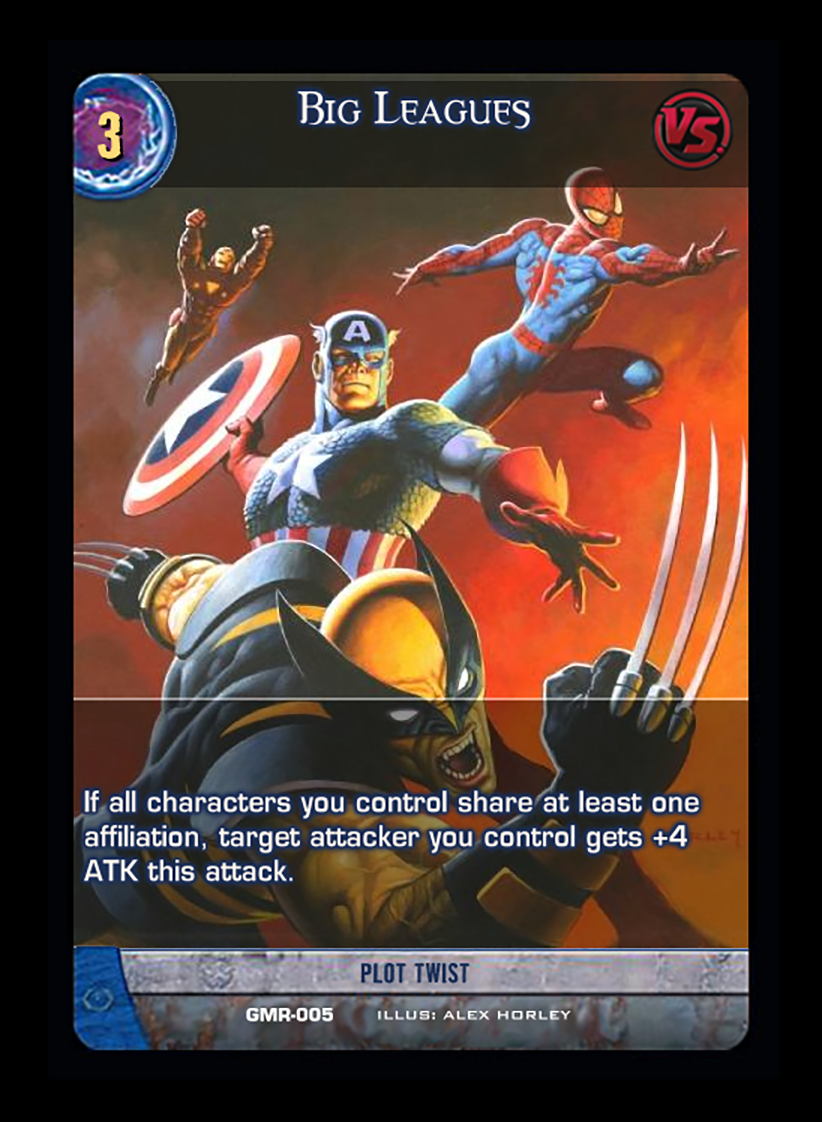 3
Big Leagues
VS.
A
If all characters you control share at least one
affiliation, target attacker you control gets +4
ATK this attack.
PLOT TWIST
GMR-005 ILLUS: ALEX HORLEY